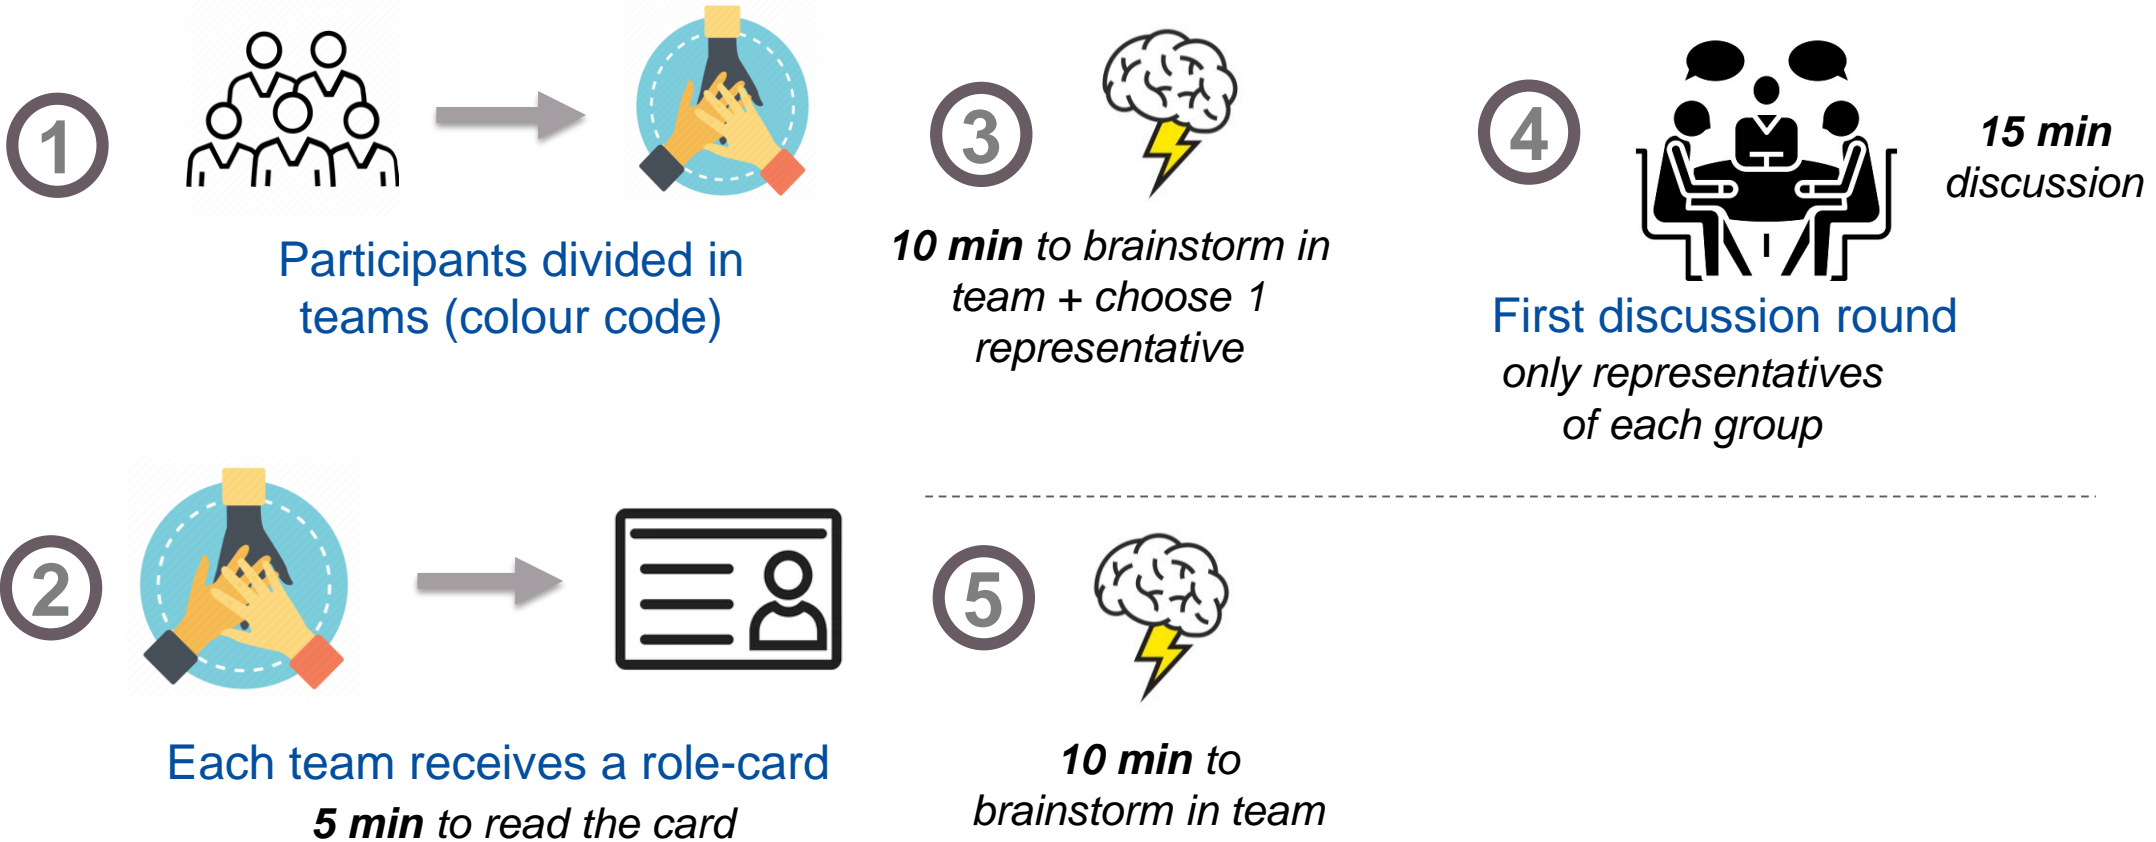 1
Participants divided in
teams (colour code)
2
Each team receives a role-card
5 min to read the card
3
10 min to brainstorm in
team + choose 1
representative
4
15 min
discussion
First discussion round
only representatives
of each group
5
10 min to
brainstorm in team